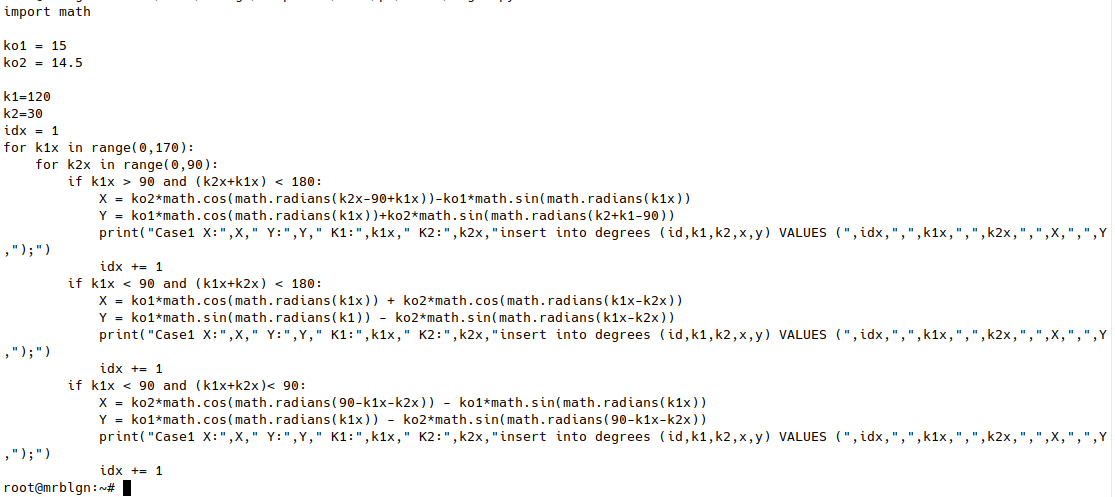 import math
ko1 = 15
ko2 = 14.5
k1=120
k2=30
idx = 1
for k1x in range(0,170):
    for k2x in range(0,90):
        if k1x > 90 and (k2x+k1x) < 180:
            X = ko2*math.cos(math.radians(k2x-90+k1x))-ko1*math.sin(math.radians(k1x))
            Y = ko1*math.cos(math.radians(k1x))+ko2*math.sin(math.radians(k2+k1-90))
            print("Case1 X:",X," Y:",Y," K1:",k1x," K2:",k2x,"insert into degrees (id,k1,k2,x,y) VALUES (",idx,",",k1x,",",k2x,",",X,",",Y
,");")
            idx += 1
        if k1x < 90 and (k1x+k2x) < 180:
            X = ko1*math.cos(math.radians(k1x)) + ko2*math.cos(math.radians(k1x-k2x))
            Y = ko1*math.sin(math.radians(k1)) - ko2*math.sin(math.radians(k1x-k2x))
            print("Case1 X:",X," Y:",Y," K1:",k1x," K2:",k2x,"insert into degrees (id,k1,k2,x,y) VALUES (",idx,",",k1x,",",k2x,",",X,",",Y
,");")
            idx += 1
        if k1x < 90 and (k1x+k2x)< 90:
            X = ko2*math.cos(math.radians(90-k1x-k2x)) - ko1*math.sin(math.radians(k1x))
            Y = ko1*math.cos(math.radians(k1x)) - ko2*math.sin(math.radians(90-k1x-k2x))
            print("Case1 X:",X," Y:",Y," K1:",k1x," K2:",k2x,"insert into degrees (id,k1,k2,x,y) VALUES (",idx,",",k1x,",",k2x,",",X,",",Y
,");")
            idx += 1
root@mrblgn:~#